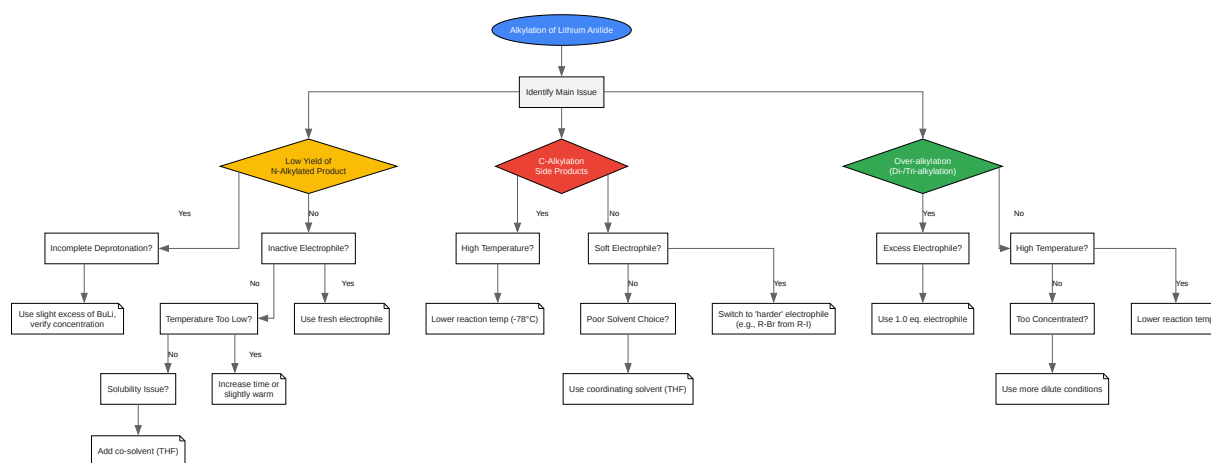 Alkylation of Lithium Anilide
Identify Main Issue
Low Yield of
N-Alkylated Product
C-Alkylation
Side Products
Over-alkylation
(Di-/Tri-alkylation)
Yes
No
Yes
No
Yes
No
Incomplete Deprotonation?
Inactive Electrophile?
High Temperature?
Soft Electrophile?
Excess Electrophile?
High Temperature?
No
Yes
No
Yes
No
Yes
Use slight excess of BuLi,
verify concentration
Temperature Too Low?
Use fresh electrophile
Lower reaction temp (-78°C)
Poor Solvent Choice?
Switch to 'harder' electrophile
(e.g., R-Br from R-I)
Use 1.0 eq. electrophile
Too Concentrated?
Lower reaction temp
No
Yes
Solubility Issue?
Increase time or
slightly warm
Use coordinating solvent (THF)
Use more dilute conditions
Add co-solvent (THF)